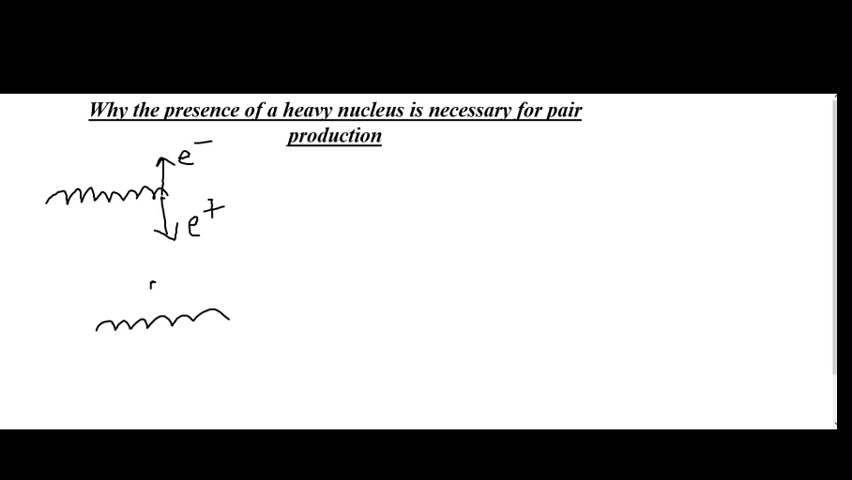 Why the presence of a heavy nucleus is necessary for pair
production
e⁻
e⁺